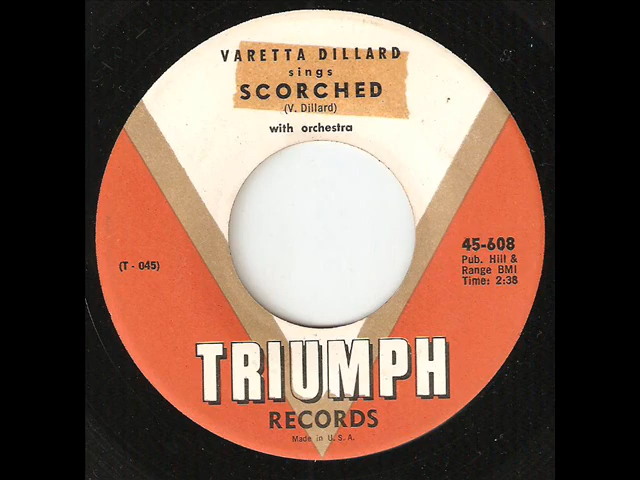 VARETTA DILLARD
sings
SCORCHED
(V. Dillard)
with orchestra
(T - 045)
45-608
Pub. Hill &
Range BMI
Time: 2:38
TRIUMPH
RECORDS
Made in U. S. A.